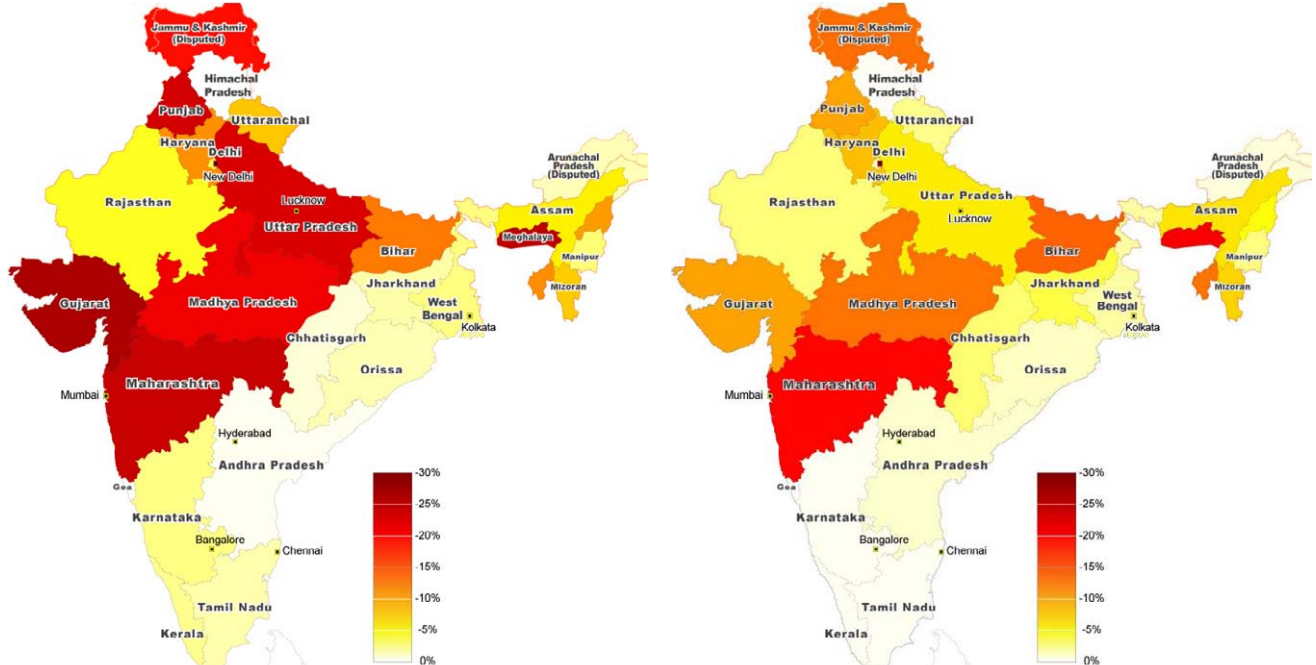 Jammu & Kashmir
(Disputed)
Himachal
Pradesh
Punjab
Uttaranchal
Haryana
Delhi
New Delhi
Arunachal
Pradesh
(Disputed)
Rajasthan
Lucknow
Uttar Pradesh
Assam
Meghalaya
Bihar
Manipur
Mizoran
Jharkhand
Gujarat
Madhya Pradesh
West
Bengal
Kolkata
Chhatisgarh
Orissa
Maharashtra
Mumbai
Hyderabad
Andhra Pradesh
Goa
Karnataka
Bangalore
Chennai
Tamil Nadu
Kerala
-30%
-25%
-20%
-15%
-10%
-5%
0%
Jammu & Kashmir
(Disputed)
Himachal
Pradesh
Punjab
Uttaranchal
Haryana
Delhi
New Delhi
Arunachal
Pradesh
(Disputed)
Rajasthan
Uttar Pradesh
Lucknow
Assam
Bihar
Manipur
Mizoran
Jharkhand
Gujarat
Madhya Pradesh
West
Bengal
Kolkata
Chhatisgarh
Orissa
Maharashtra
Mumbai
Hyderabad
Andhra Pradesh
Goa
Karnataka
Bangalore
Chennai
Tamil Nadu
Kerala
-30%
-25%
-20%
-15%
-10%
-5%
0%